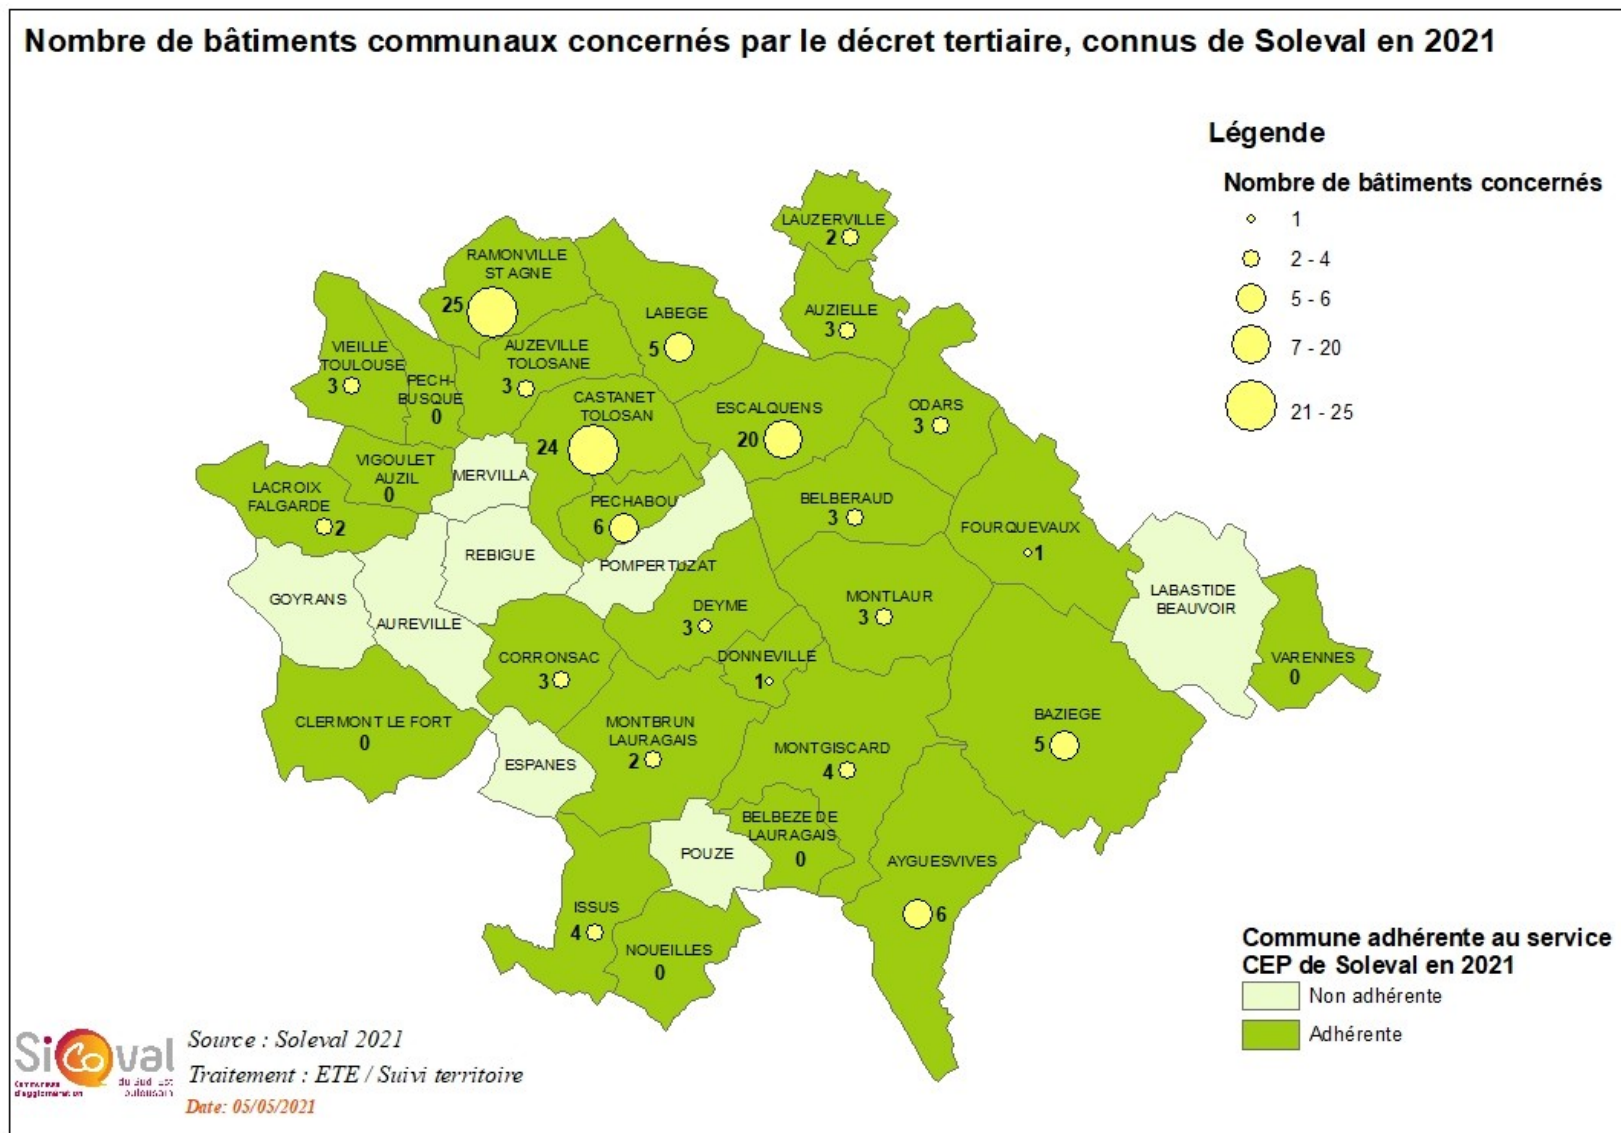 Nombre de bâtiments communaux concernés par le décret tertiaire, connus de Soleval en 2021
Légende
Nombre de bâtiments concernés
1
2 - 4
5 - 6
7 - 20
21 - 25
LAUZERVILLE
2
RAMONVILLE
ST AGNE
25
LABEGE
5
AUZIELLE
3
VIEILLE
TOULOUSE
3
PECH-
BUSQUE
0
AUZEVILLE
TOLOSANE
3
CASTANET
TOLOSAN
24
ESCALQUENS
20
ODARS
3
VIGOULET
AUZIL
0
MERVILLA
LACROIX
FALGARDE
2
PECHABOU
6
BELBERAUD
3
FOURQUEVAUX
1
REBIGUE
POMPERTUZAT
GOYRANS
AUREVILLE
DEYME
3
MONTLAUR
3
LABASTIDE
BEAUVOIR
CORRONSAC
3
DONNEVILLE
1
VARENNES
0
CLERMONT LE FORT
0
MONTBRUN
LAURAGAIS
2
BAZIEGE
5
ESPANES
MONTGISCARD
4
BELBEZE DE
LAURAGAIS
0
POUZE
AYGUESVIVES
6
ISSUS
4
NOUEILLES
0
Commune adhérente au service
CEP de Soleval en 2021
Non adhérente
Adhérente
Sicoval
Communauté
d'agglomération
du Sud-Est
toulousain
Source : Soleval 2021
Traitement : ETE / Suivi territoire
Date: 05/05/2021